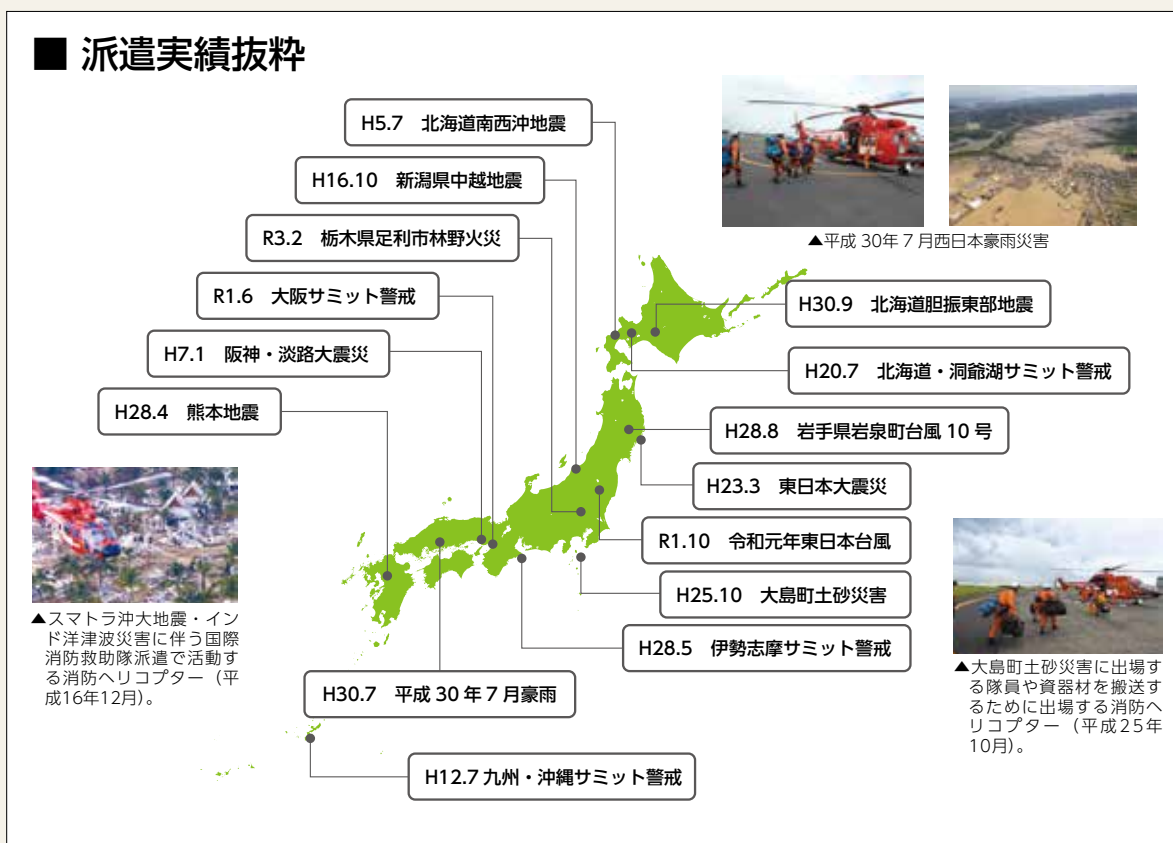 ■ 派遣実績抜粋
H5.7 北海道南西沖地震
H16.10 新潟県中越地震
R3.2 栃木県足利市林野火災
R1.6 大阪サミット警戒
H7.1 阪神・淡路大震災
H28.4 熊本地震
▲平成 30年 7 月西日本豪雨災害
H30.9 北海道胆振東部地震
H20.7 北海道・洞爺湖サミット警戒
H28.8 岩手県岩泉町台風 10 号
H23.3 東日本大震災
R1.10 令和元年東日本台風
H25.10 大島町土砂災害
H28.5 伊勢志摩サミット警戒
▲スマトラ沖大地震・イン
ド洋津波災害に伴う国際
消防救助隊派遣で活動す
る消防ヘリコプター（平
成16年12月）。
H30.7 平成 30 年 7 月豪雨
H12.7 九州・沖縄サミット警戒
▲大島町土砂災害に出場す
る隊員や資器材を搬送す
るために出場する消防ヘ
リコプター（平成25年
10月）。